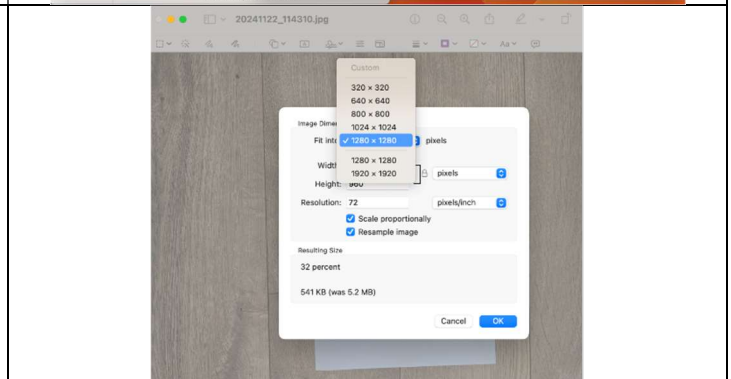 20241122_114310.jpg
Aa
Custom
320 × 320
640 × 640
800 × 800
1024 × 1024
✓ 1280 × 1280
1280 × 1280
1920 × 1920
Image Dime
Fit into
pixels
Width
pixels
Height: 960
Resolution: 72 pixels/inch
Scale proportionally
Resample image
Resulting Size
32 percent
541 KB (was 5.2 MB)
Cancel OK